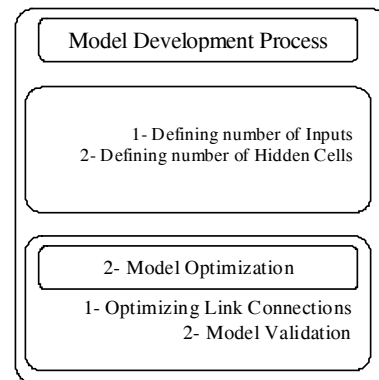 Model Development Process
1- Defining number of Inputs
2- Defining number of Hidden Cells
2- Model Optimization
1- Optimizing Link Connections
2- Model Validation